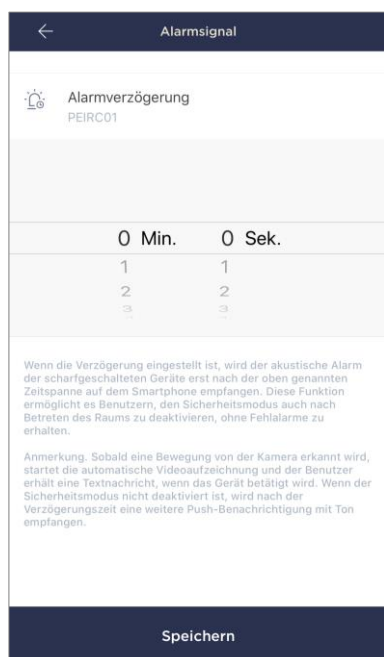 Alarmsignal
Alarmverzögerung
PEIRC01
0 Min. 0 Sek.
1 1
2 2
3 3
Wenn die Verzögerung eingestellt ist, wird der akustische Alarm
der scharfgeschalteten Geräte erst nach der oben genannten
Zeitspanne auf dem Smartphone empfangen. Diese Funktion
ermöglicht es Benutzern, den Sicherheitsmodus auch nach
Betreten des Raums zu deaktivieren, ohne Fehlalarme zu
erhalten.
Anmerkung. Sobald eine Bewegung von der Kamera erkannt wird,
startet die automatische Videoaufzeichnung und der Benutzer
erhält eine Textnachricht, wenn das Gerät betätigt wird. Wenn der
Sicherheitsmodus nicht deaktiviert ist, wird nach der
Verzögerungszeit eine weitere Push-Benachrichtigung mit Ton
empfangen.
Speichern